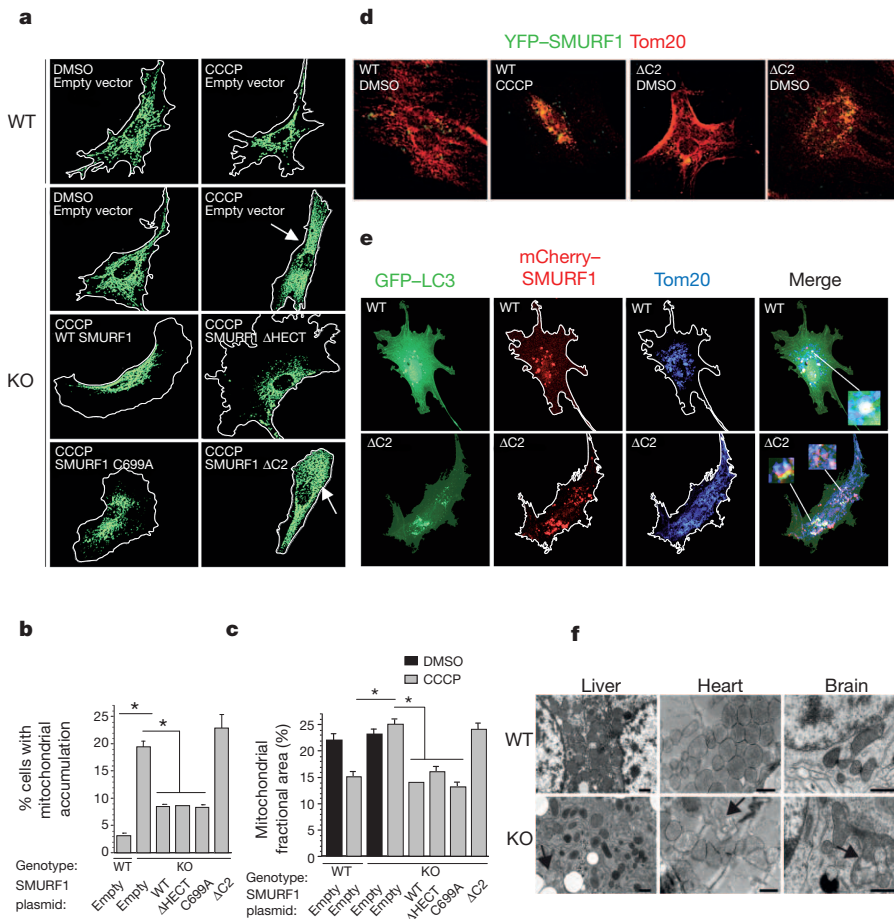 a
WT
DMSO
Empty vector
CCCP
Empty vector
DMSO
Empty vector
CCCP
Empty vector
KO
CCCP
WT SMURF1
CCCP
SMURF1 ΔHECT
CCCP
SMURF1 C699A
CCCP
SMURF1 ΔC2
d
YFP–SMURF1 Tom20
WT
DMSO
WT
CCCP
ΔC2
DMSO
ΔC2
DMSO
e
GFP–LC3
mCherry–
SMURF1
Tom20
Merge
WT
WT
WT
WT
ΔC2
ΔC2
ΔC2
ΔC2
b
% cells with
mitochondrial
accumulation
25
20
15
10
5
0
*
*
Genotype:
WT
KO
SMURF1
plasmid:
Empty
Empty
WT
ΔHECT
C699A
ΔC2
c
DMSO
CCCP
Mitochondrial
fractional area (%)
25
20
15
10
5
0
*
*
Genotype:
WT
KO
SMURF1
plasmid:
Empty
Empty
Empty
Empty
WT
ΔHECT
C699A
ΔC2
f
Liver
Heart
Brain
WT
KO